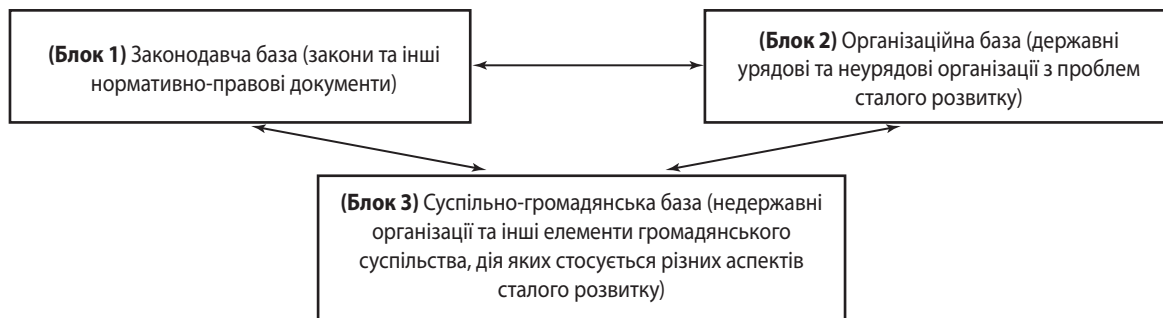 (Блок 1) Законодавча база (закони та інші
нормативно-правові документи)
(Блок 2) Організаційна база (державні
урядові та неурядові організації з проблем
сталого розвитку)
(Блок 3) Суспільно-громадянська база (недержавні
організації та інші елементи громадянського
суспільства, дія яких стосується різних аспектів
сталого розвитку)